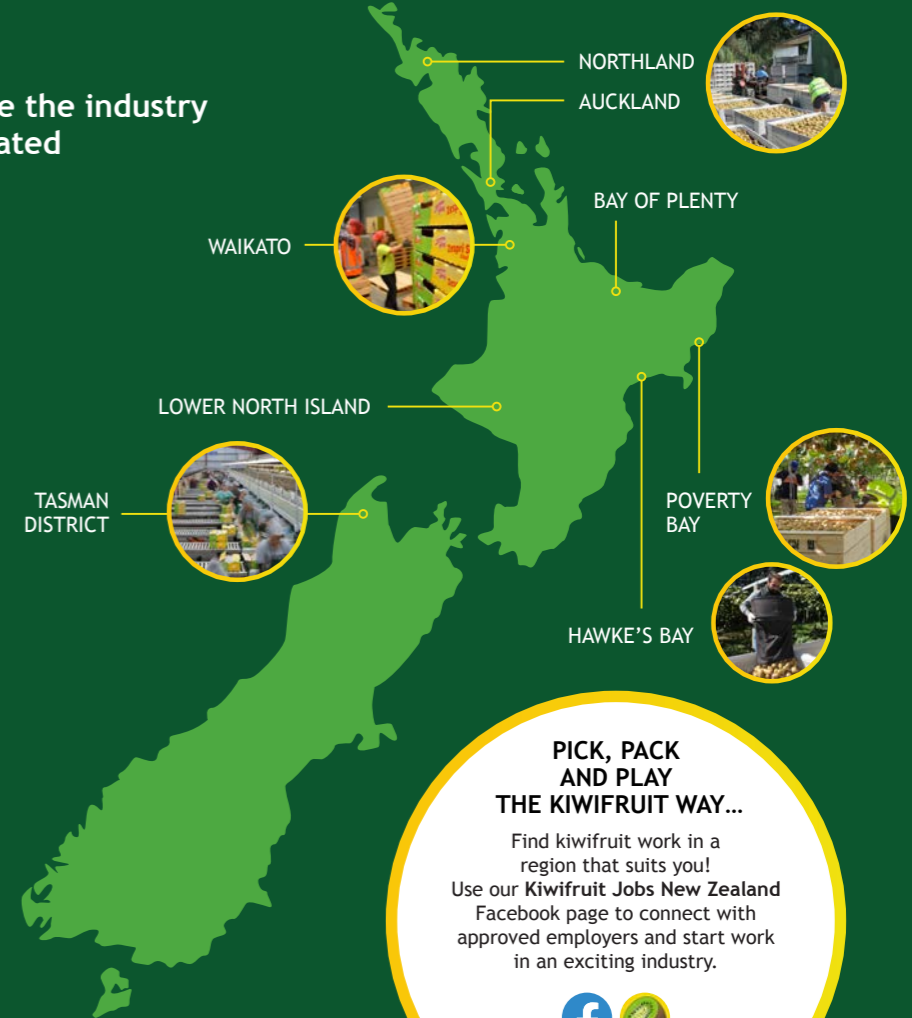 e the industry
ated
NORTHLAND
AUCKLAND
BAY OF PLENTY
WAIKATO
LOWER NORTH ISLAND
TASMAN
DISTRICT
POVERTY
BAY
HAWKE’S BAY
PICK, PACK
AND PLAY
THE KIWIFRUIT WAY…
Find kiwifruit work in a
region that suits you!
Use our Kiwifruit Jobs New Zealand
Facebook page to connect with
approved employers and start work
in an exciting industry.